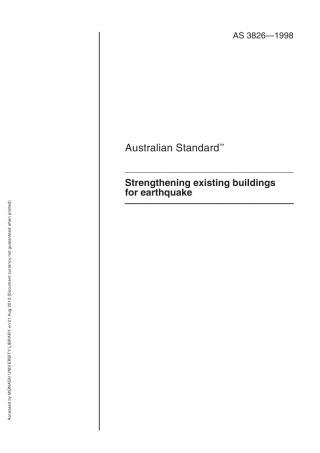 AS 3826—1998
Australian Standard™
Strengthening existing buildings
for earthquake
Accessed by MONASH UNIVERSITY LIBRARY on 21 Aug 2013 (Document currency not guaranteed when printed)